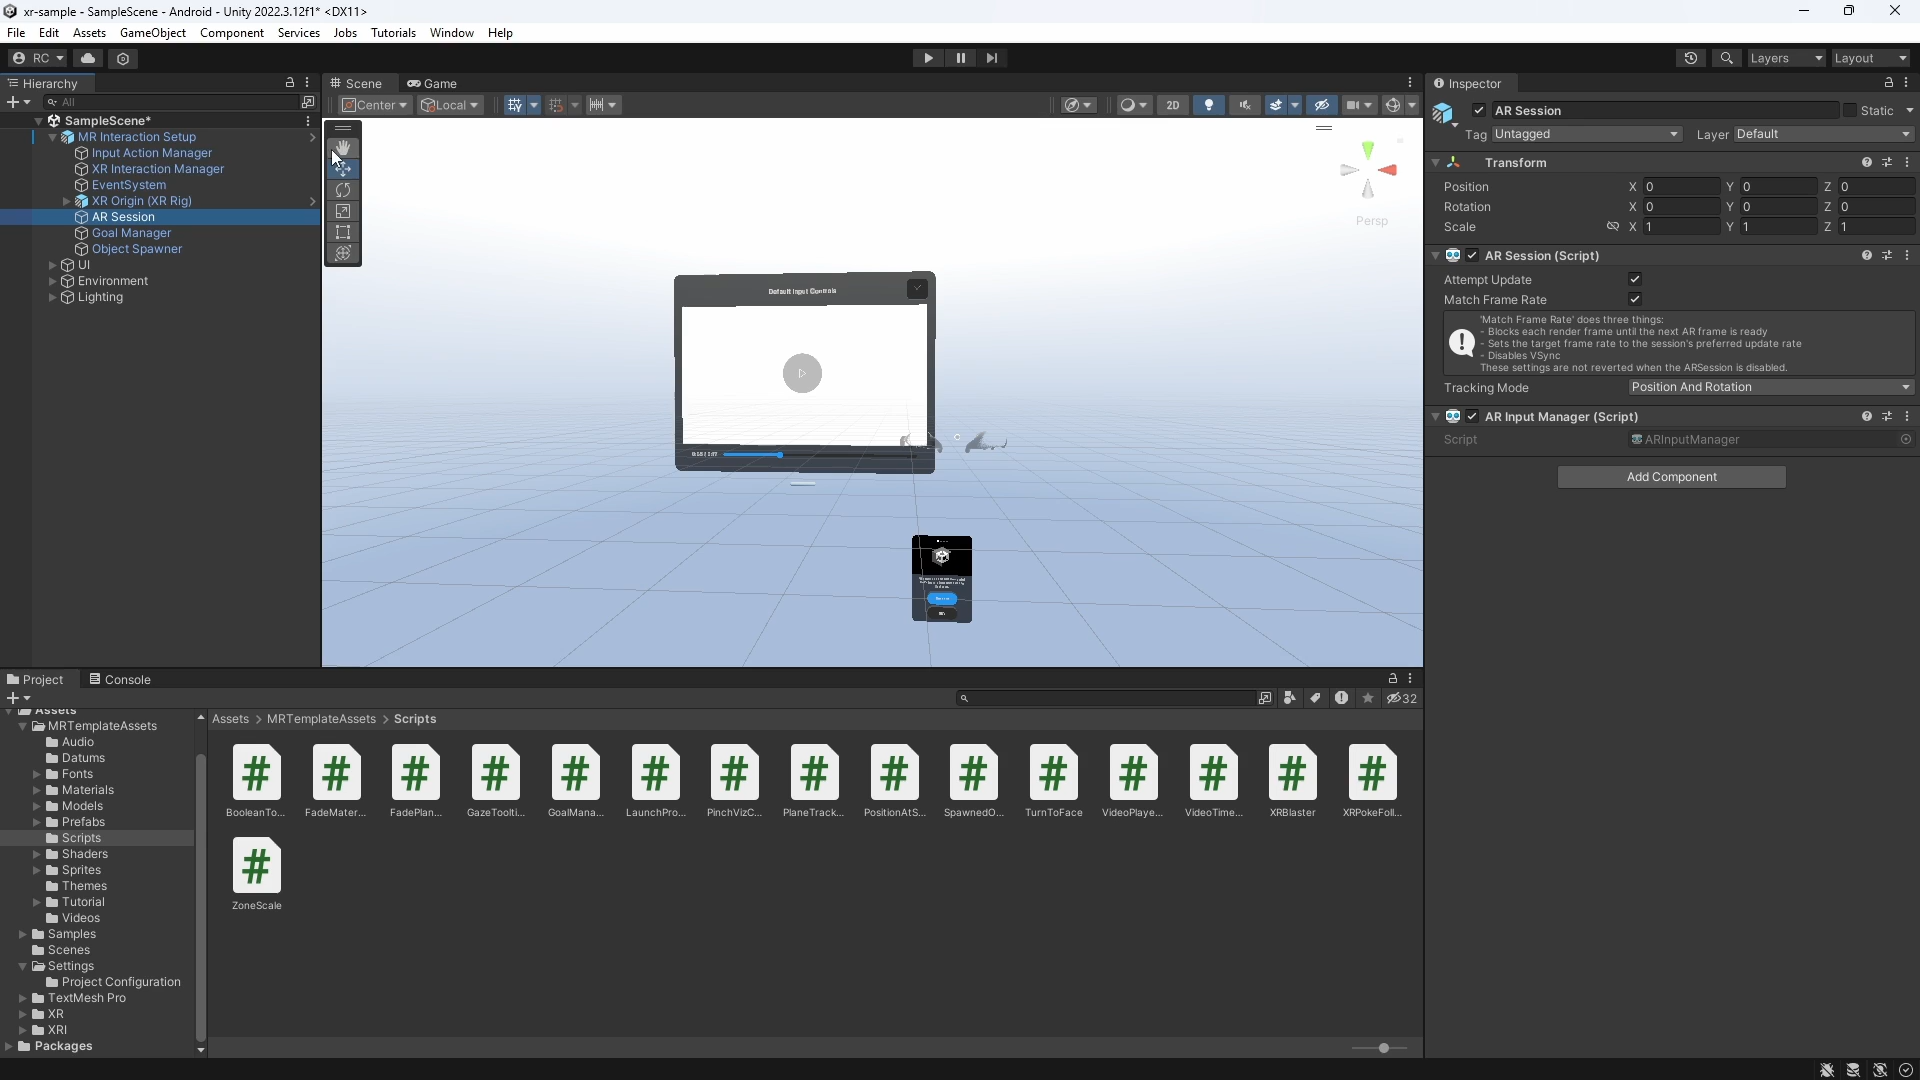 xr-sample - SampleScene - Android - Unity 2022.3.12f1* <DX11>
File Edit Assets GameObject Component Services Jobs Tutorials Window Help
RC
Layers
Layout
Hierarchy
All
SampleScene*
MR Interaction Setup
Input Action Manager
XR Interaction Manager
EventSystem
XR Origin (XR Rig)
AR Session
Goal Manager
Object Spawner
UI
Environment
Lighting
Scene
Game
Center
Local
2D
Persp
Default Input Controls
Inspector
AR Session
Static
Tag Untagged
Layer Default
Transform
Position X 0 Y 0 Z 0
Rotation X 0 Y 0 Z 0
Scale X 1 Y 1 Z 1
AR Session (Script)
Attempt Update
Match Frame Rate
'Match Frame Rate' does three things:
- Blocks each render frame until the next AR frame is ready
- Sets the target frame rate to the session's preferred update rate
- Disables VSync
These settings are not reverted when the ARSession is disabled.
Tracking Mode Position And Rotation
AR Input Manager (Script)
Script ARInputManager
Add Component
Project
Console
32
Assets
MRTemplateAssets
Audio
Datums
Fonts
Materials
Models
Prefabs
Scripts
Shaders
Sprites
Themes
Tutorial
Videos
Samples
Scenes
Settings
Project Configuration
TextMesh Pro
XR
XRI
Packages
Assets > MRTemplateAssets > Scripts
BooleanTo... FadeMater... FadePlan... GazeToolti... GoalMana... LaunchPro... PinchVizC... PlaneTrack... PositionAtS... SpawnedO... TurnToFace VideoPlaye... VideoTime... XRBlaster XRPokeFoll...
ZoneScale